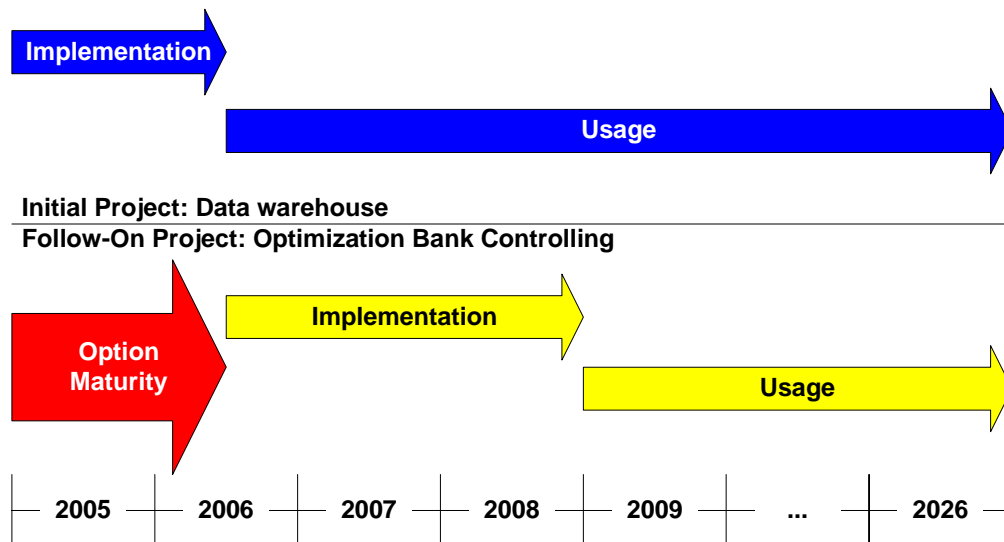 Implementation
Usage
Initial Project: Data warehouse
Follow-On Project: Optimization Bank Controlling
Implementation
Option
Maturity
Usage
2005 2006 2007 2008 2009 ... 2026